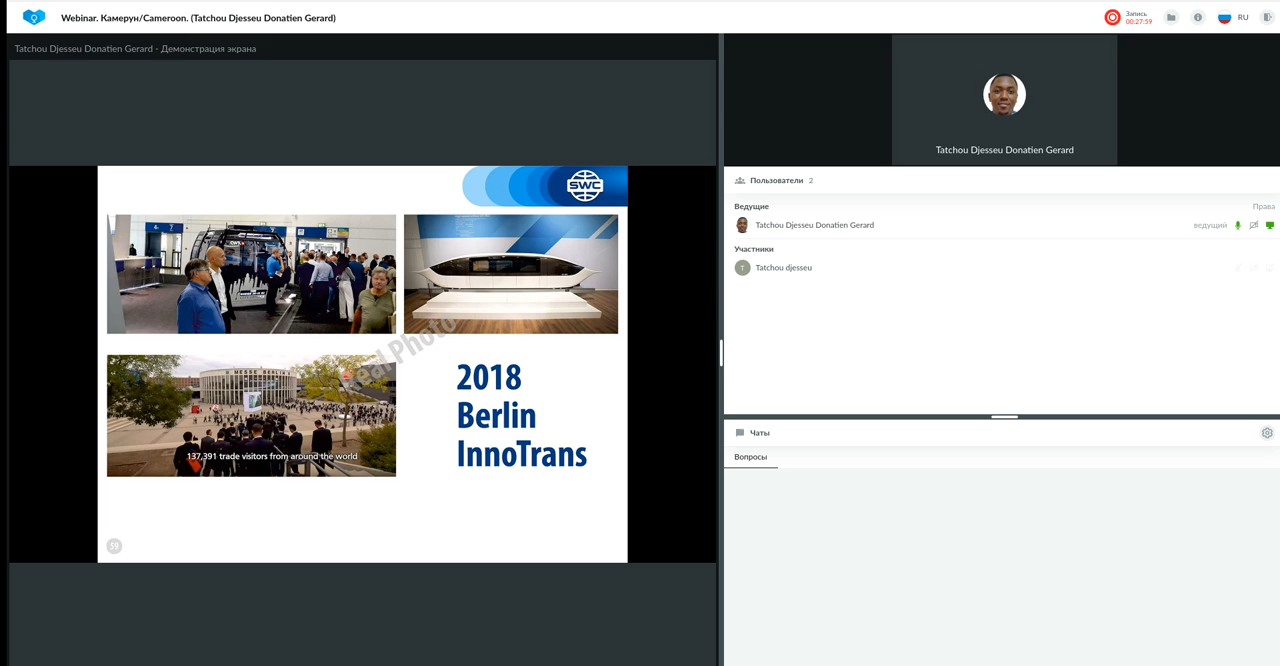 Webinar. Камерун/Cameroon. (Tatchou Djesseu Donatien Gerard)
Запись
00:27:59
RU
Tatchou Djesseu Donatien Gerard - Демонстрация экрана
Tatchou Djesseu Donatien Gerard
SWC
2018
Berlin
InnoTrans
MESSE BERLIN
137,391 trade visitors from around the world
59
Пользователи 2
Ведущие Права
Tatchou Djesseu Donatien Gerard ведущий
Участники
T Tatchou djesseu
Чаты
Вопросы